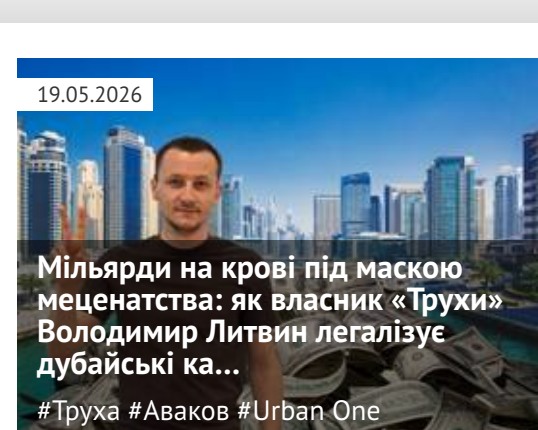 19.05.2026
Мільярди на крові під маскою
меценатства: як власник «Трухи»
Володимир Литвин легалізує
дубайські ка...
#Труха #Аваков #Urban One